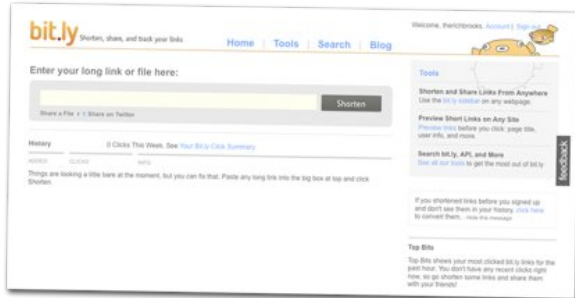 bit.ly Shorten, share, and track your links
Welcome, therichbrooks, Account | Sign out
Home | Tools | Search | Blog
Enter your long link or file here:
Shorten
Share a File • t Share on Twitter
History
0 Clicks This Week. See Your Bit.ly Click Summary
ADDED CLICKS INFO
Things are looking a little bare at the moment, but you can fix that. Paste any long link into the big box at top and click
Shorten.
Tools
Shorten and Share Links From Anywhere
Use the bit.ly sidebar on any webpage.
Preview Short Links on Any Site
Preview links before you click: page title,
user info, and more.
Search bit.ly, API, and More
See all our tools to get the most out of bit.ly
feedback
If you shortened links before you signed up
and don't see them in your history, click here
to convert them. - Hide this message
Top Bits
Top Bits shows your most clicked bit.ly links for the
past hour. You don't have any recent clicks right
now, so go shorten some links and share them
with your friends!